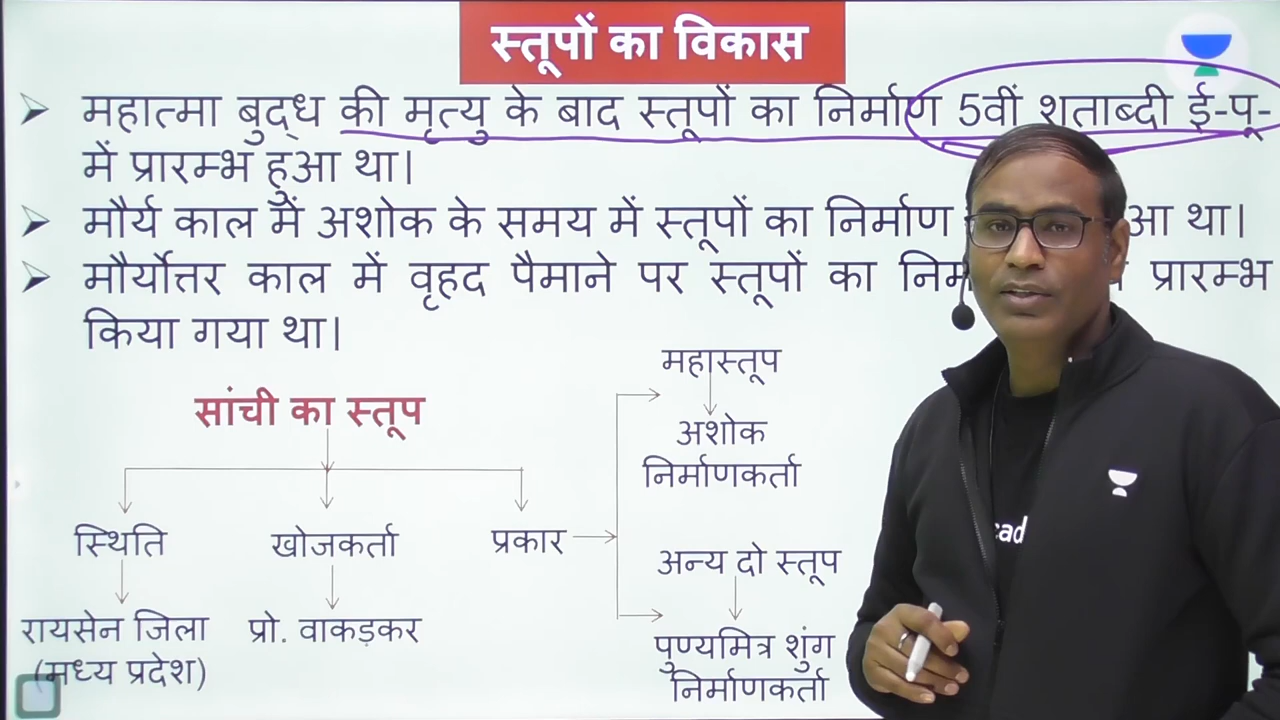 स्तूपों का विकास
महात्मा बुद्ध की मृत्यु के बाद स्तूपों का निर्माण 5वीं शताब्दी ई-पू-
में प्रारम्भ हुआ था।
मौर्य काल में अशोक के समय में स्तूपों का निर्माण आ था।
मौर्योत्तर काल में वृहद पैमाने पर स्तूपों का निम प्रारम्भ
किया गया था।
सांची का स्तूप
महास्तूप
अशोक
निर्माणकर्ता
स्थिति
खोजकर्ता
प्रकार
अन्य दो स्तूप
रायसेन जिला
(मध्य प्रदेश)
प्रो. वाकड़कर
पुण्यमित्र शुंग
निर्माणकर्ता
cad